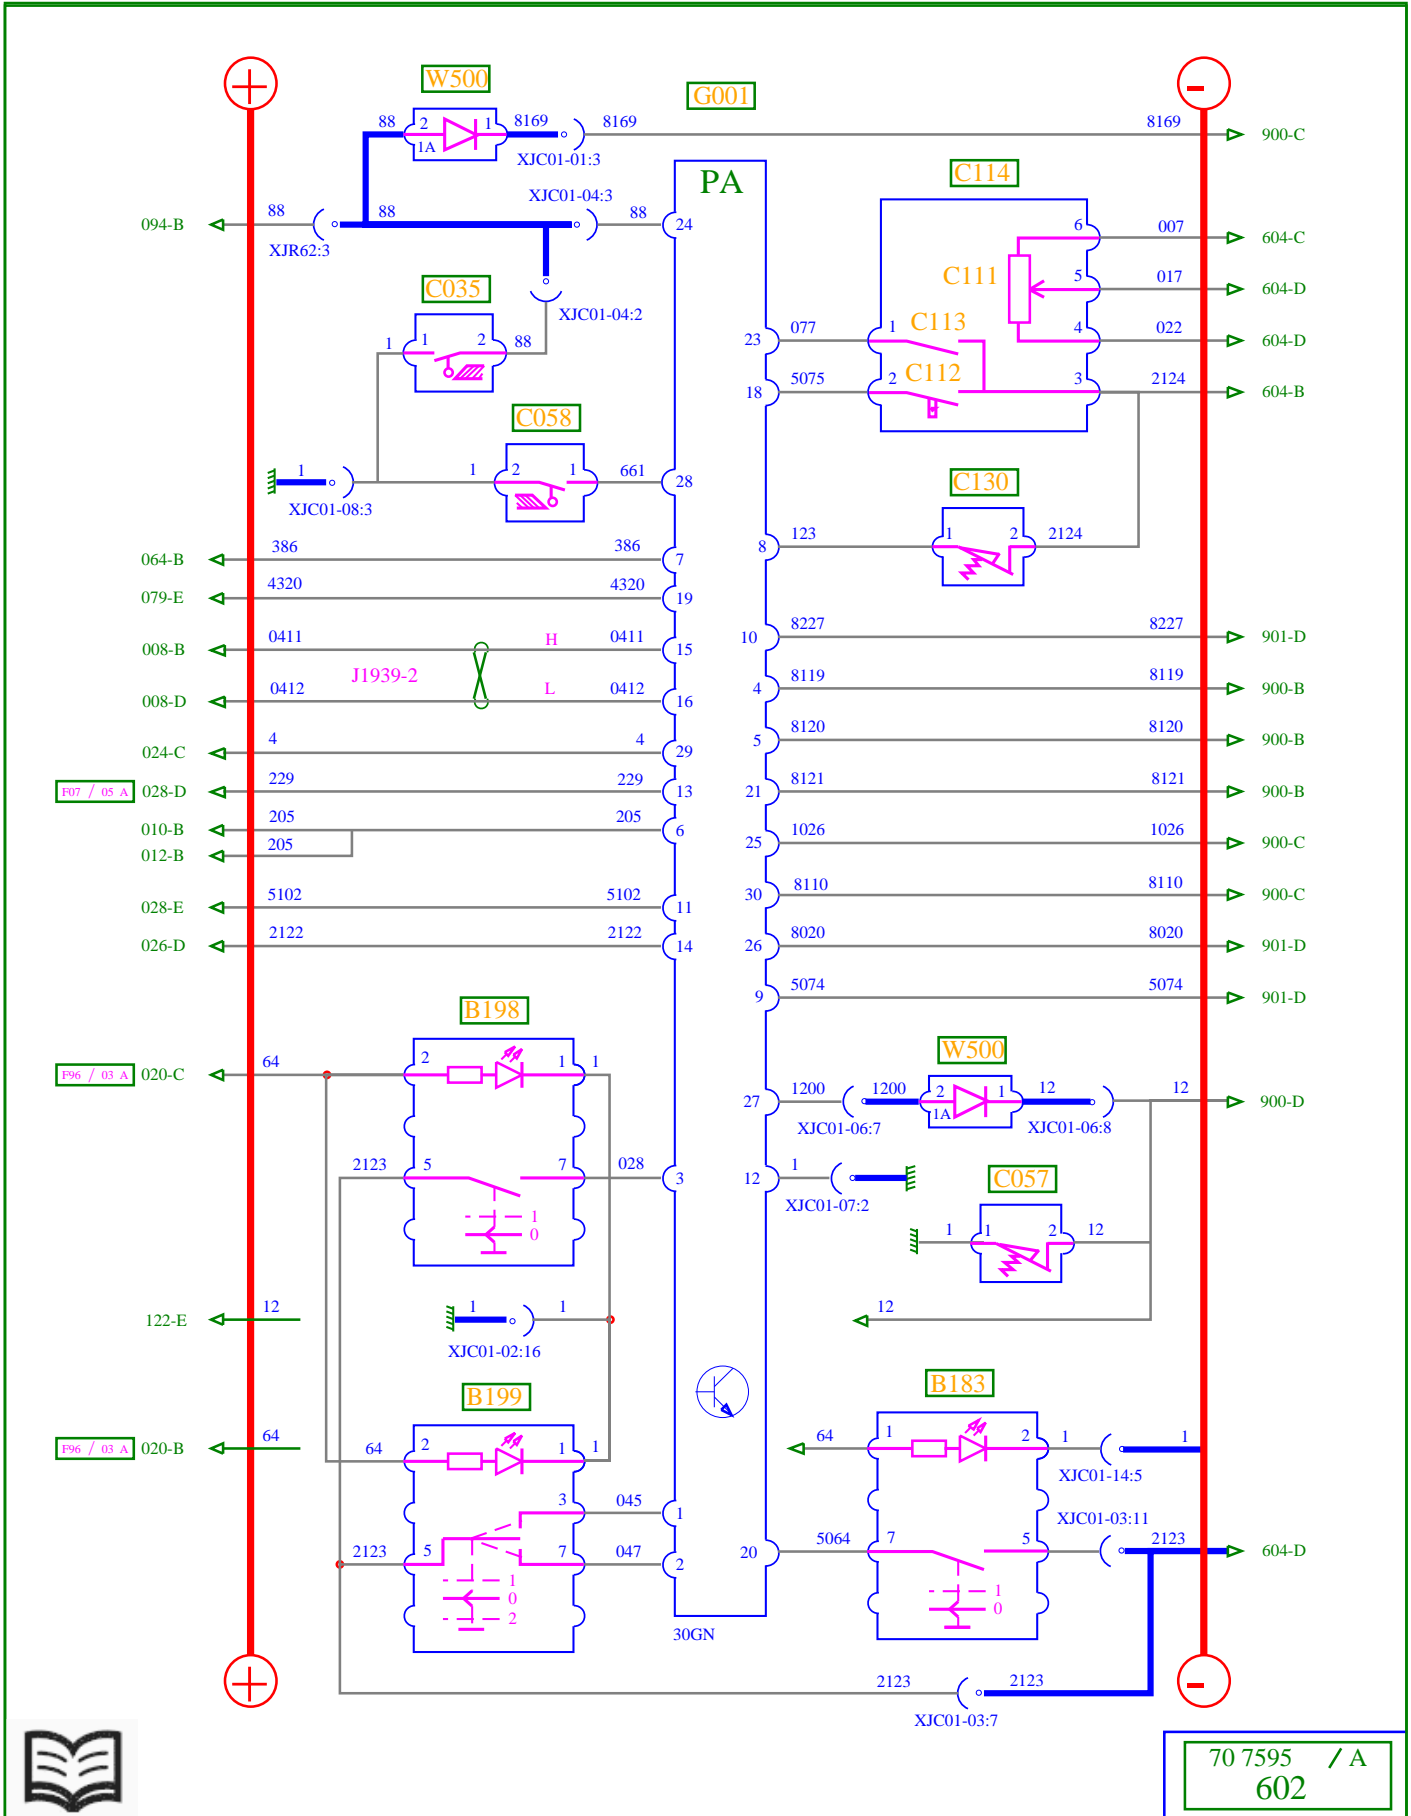 W500
G001
88 2 1 8169 8169 8169 900-C
1A
XJC01-01:3
C114
PA
XJC01-04:3
094-B 88 88 88 24
XJR62:3
6 007 604-C
C111
5 017 604-D
C035
XJC01-04:2
1 1 2 88
23 077 1 C113 4 022 604-D
18 5075 2 C112 3 2124 604-B
C058
1 1 2 1 661 28
XJC01-08:3
C130
8 123 1 2 2124
064-B 386 386 7
079-E 4320 4320 19
008-B 0411 H 0411 15
J1939-2
008-D 0412 L 0412 16
10 8227 8227 901-D
4 8119 8119 900-B
024-C 4 4 29
5 8120 8120 900-B
F07 / 05 A 028-D 229 229 13
21 8121 8121 900-B
010-B 205 205 6
012-B 205
25 1026 1026 900-C
028-E 5102 5102 11
30 8110 8110 900-C
026-D 2122 2122 14
26 8020 8020 901-D
9 5074 5074 901-D
B198
W500
F96 / 03 A 020-C 64 2 1 1
27 1200 1200 2 1 12 12 900-D
1A
XJC01-06:7 XJC01-06:8
2123 5 7 028 3
12 1
XJC01-07:2
C057
1
0
1 1 2 12
122-E 12 1 1
XJC01-02:16
12
B199
B183
F96 / 03 A 020-B 64
64 2 1 1
64 1 2 1 1
XJC01-14:5
3 045 1
XJC01-03:11
2123 5 7 047 2
20 5064 7 5 2123 604-D
1
0
2
1
0
30GN
2123 2123
XJC01-03:7
70 7595 / A
602